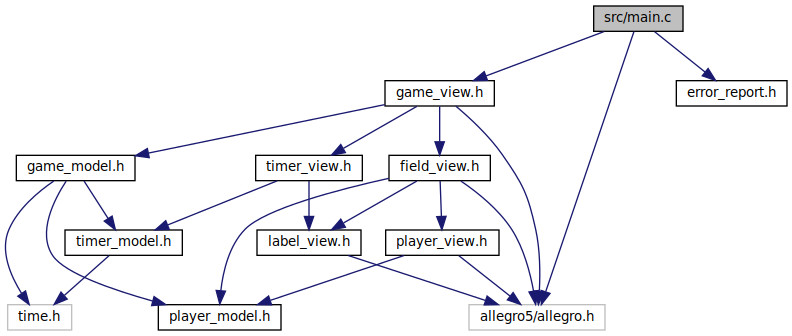 src/main.c
game_view.h
error_report.h
game_model.h
timer_view.h
field_view.h
timer_model.h
label_view.h
player_view.h
time.h
player_model.h
allegro5/allegro.h